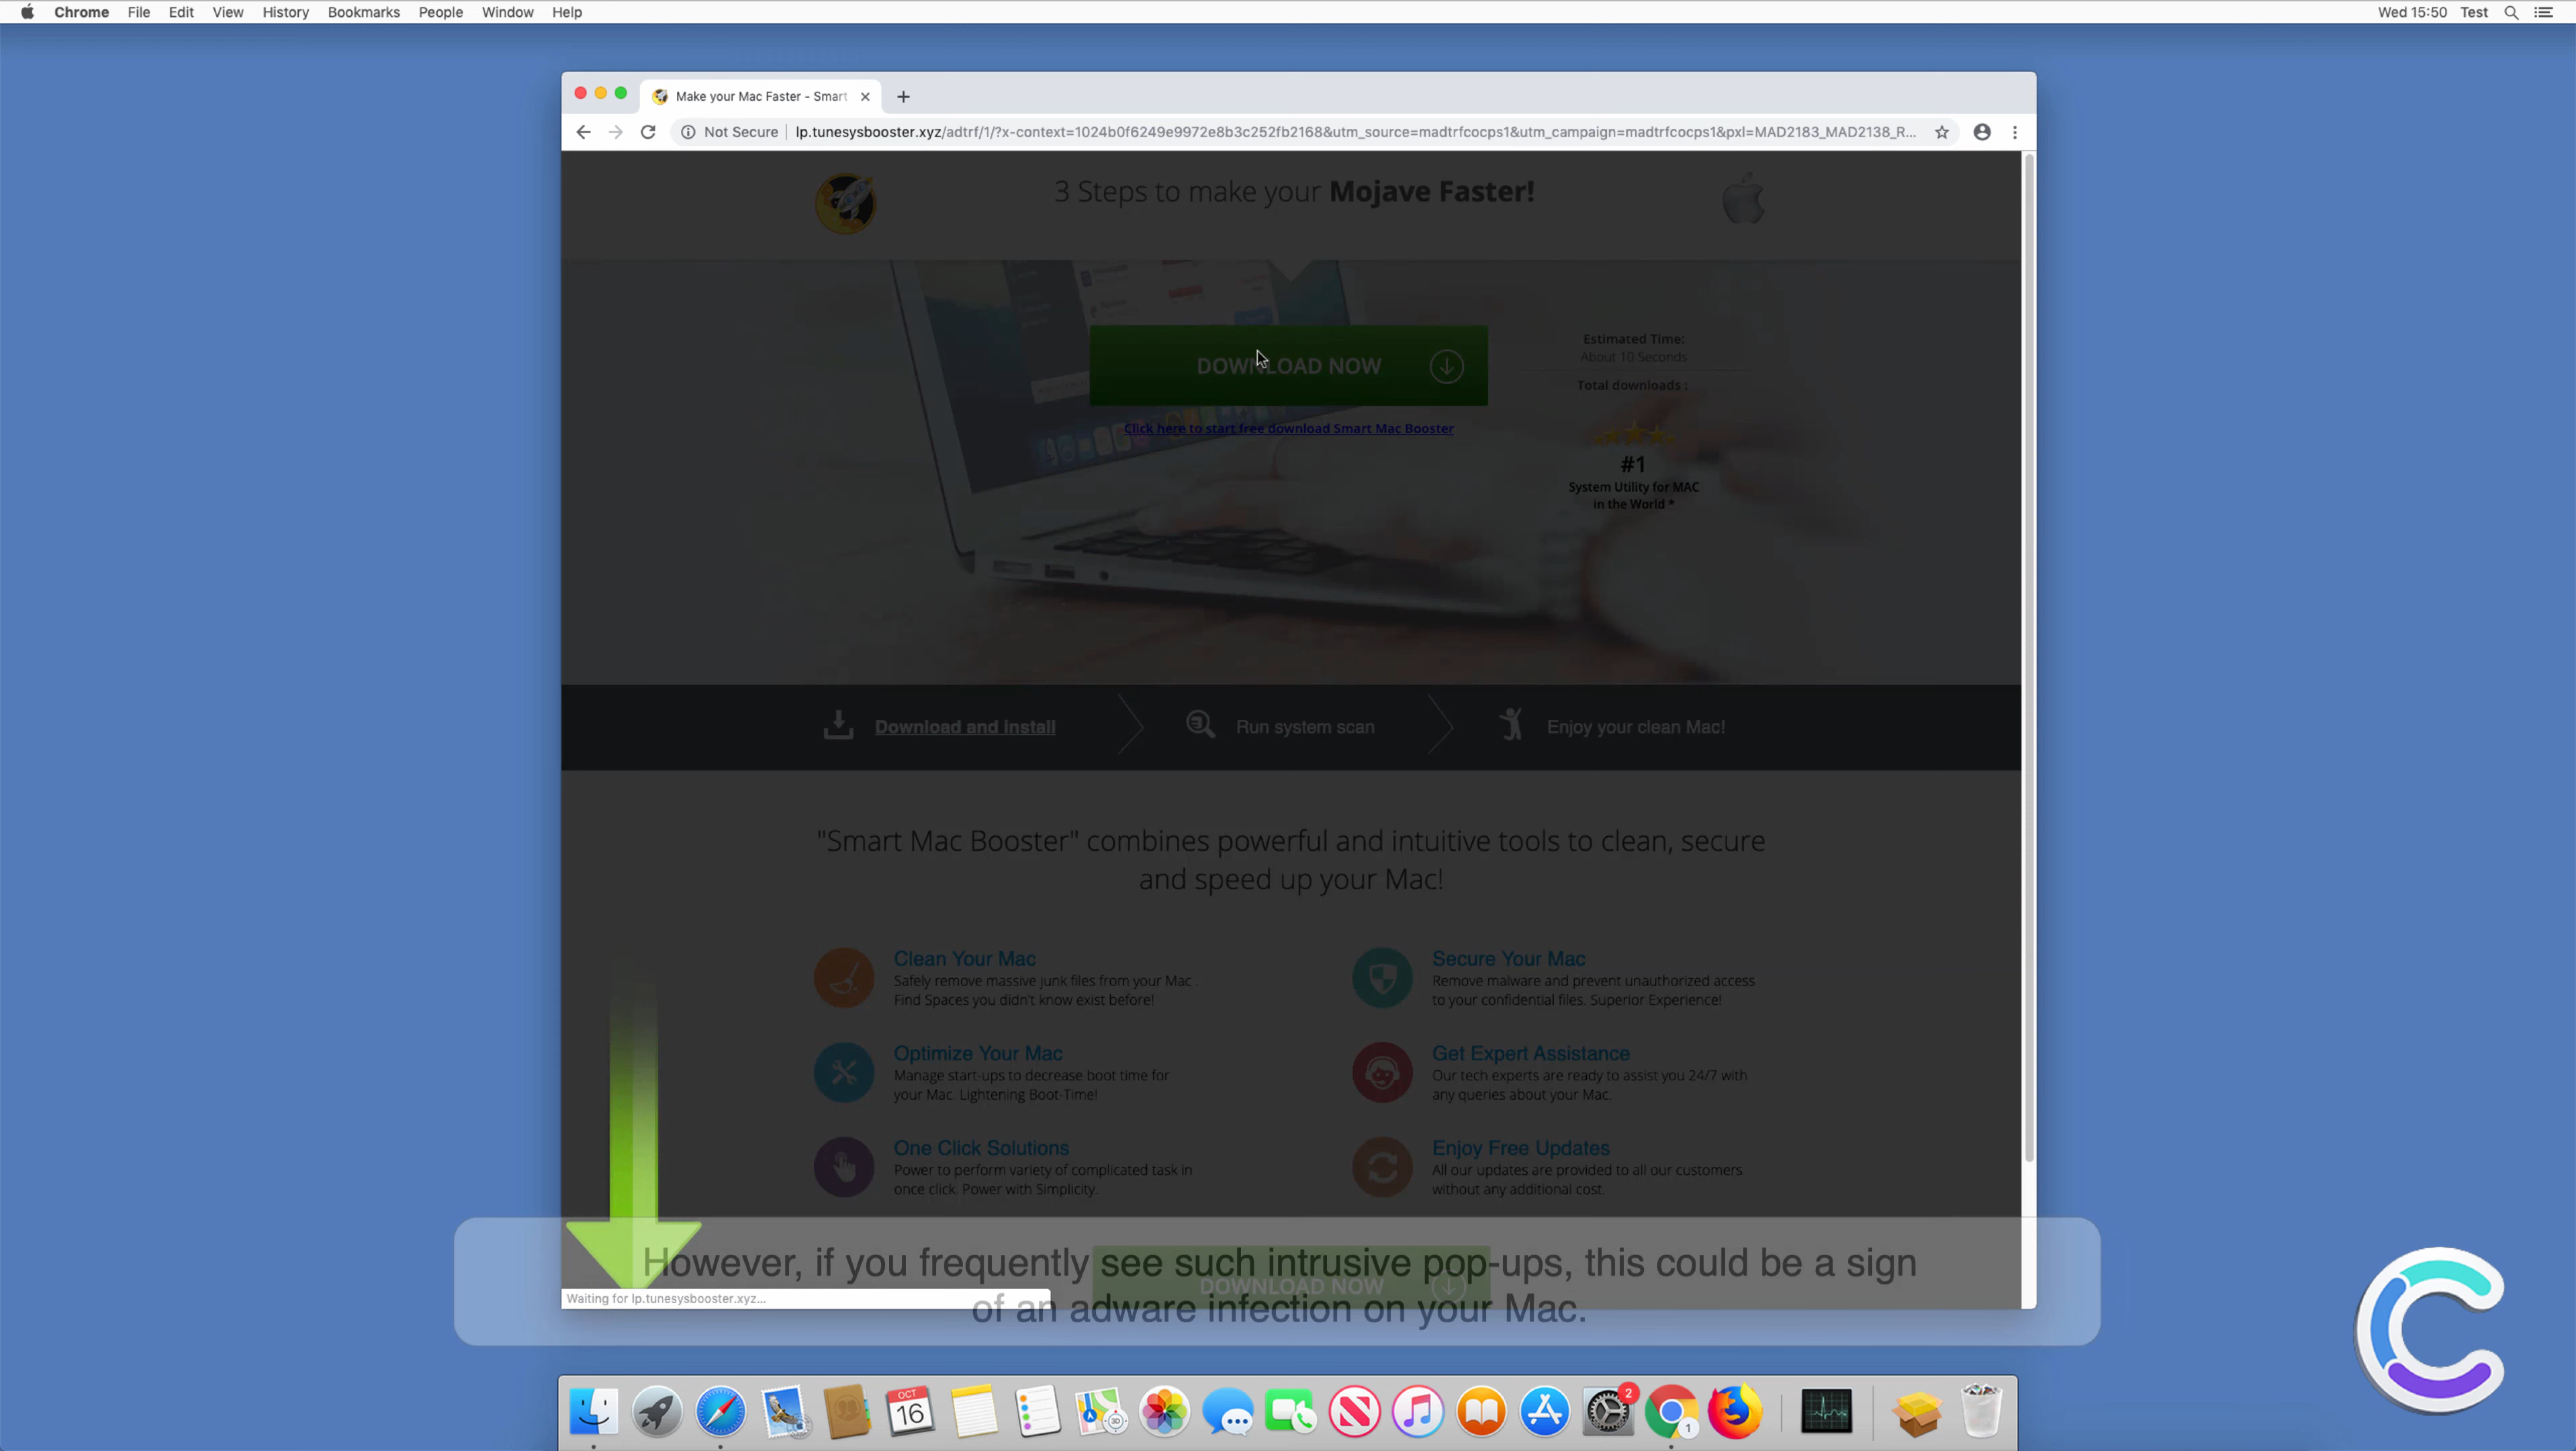 Chrome File Edit View History Bookmarks People Window Help
Wed 15:50 Test
Make your Mac Faster - Smart
Not Secure lp.tunesysbooster.xyz/adtrf/1/?x-context=1024b0f6249e9972e8b3c252fb2168&utm_source=madtrfcocps1&utm_campaign=madtrfcocps1&pxl=MAD2183_MAD2138_R...
3 Steps to make your Mojave Faster!
DOWNLOAD NOW
Click here to start free download Smart Mac Booster
Estimated Time:
About 10 Seconds
Total downloads :
#1
System Utility for MAC
in the World *
Download and Install
Run system scan
Enjoy your clean Mac!
"Smart Mac Booster" combines powerful and intuitive tools to clean, secure
and speed up your Mac!
Clean Your Mac
Safely remove massive junk files from your Mac .
Find Spaces you didn't know exist before!
Secure Your Mac
Remove malware and prevent unauthorized access
to your confidential files. Superior Experience!
Optimize Your Mac
Manage start-ups to decrease boot time for
your Mac. Lightening Boot-Time!
Get Expert Assistance
Our tech experts are ready to assist you 24/7 with
any queries about your Mac.
One Click Solutions
Power to perform variety of complicated task in
once click. Power with Simplicity.
Enjoy Free Updates
All our updates are provided to all our customers
without any additional cost.
However, if you frequently see such intrusive pop-ups, this could be a sign
of an adware infection on your Mac.
DOWNLOAD NOW
Waiting for lp.tunesysbooster.xyz...
OCT
16
3D
2
1